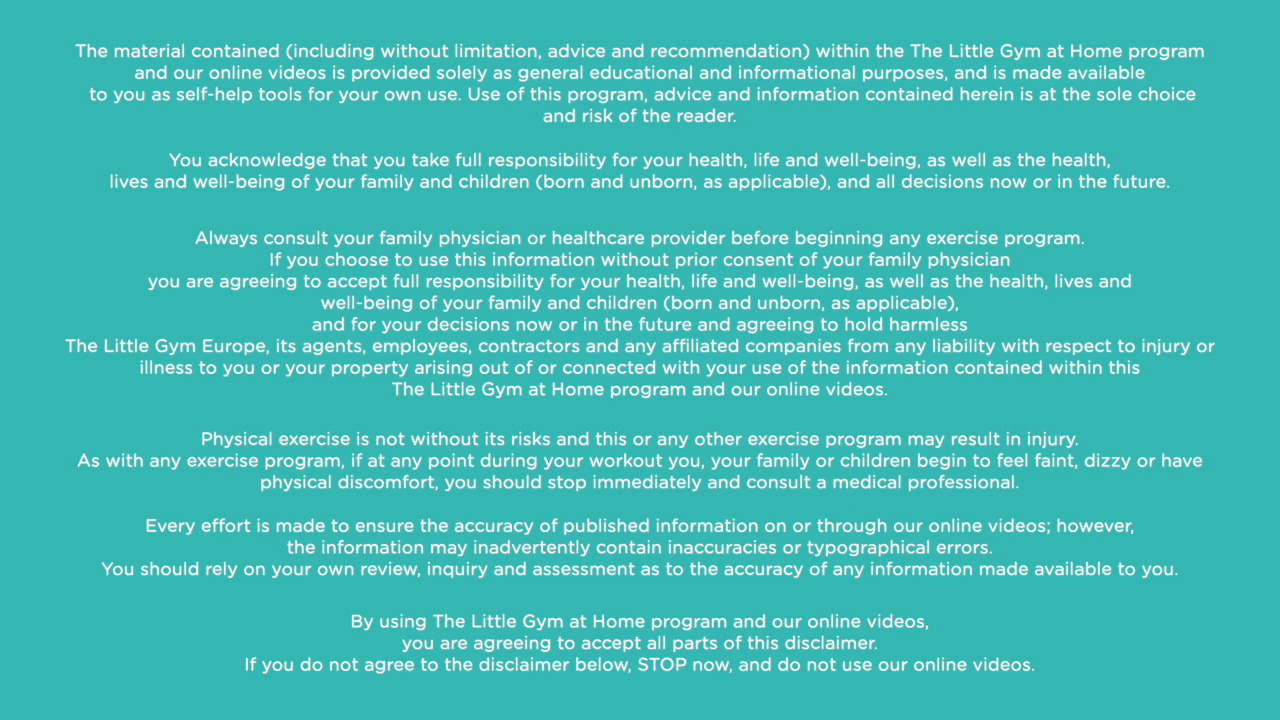 The material contained (including without limitation, advice and recommendation) within the The Little Gym at Home program
and our online videos is provided solely as general educational and informational purposes, and is made available
to you as self-help tools for your own use. Use of this program, advice and information contained herein is at the sole choice
and risk of the reader.
You acknowledge that you take full responsibility for your health, life and well-being, as well as the health,
lives and well-being of your family and children (born and unborn, as applicable), and all decisions now or in the future.
Always consult your family physician or healthcare provider before beginning any exercise program.
If you choose to use this information without prior consent of your family physician
you are agreeing to accept full responsibility for your health, life and well-being, as well as the health, lives and
well-being of your family and children (born and unborn, as applicable),
and for your decisions now or in the future and agreeing to hold harmless
The Little Gym Europe, its agents, employees, contractors and any affiliated companies from any liability with respect to injury or
illness to you or your property arising out of or connected with your use of the information contained within this
The Little Gym at Home program and our online videos.
Physical exercise is not without its risks and this or any other exercise program may result in injury.
As with any exercise program, if at any point during your workout you, your family or children begin to feel faint, dizzy or have
physical discomfort, you should stop immediately and consult a medical professional.
Every effort is made to ensure the accuracy of published information on or through our online videos; however,
the information may inadvertently contain inaccuracies or typographical errors.
You should rely on your own review, inquiry and assessment as to the accuracy of any information made available to you.
By using The Little Gym at Home program and our online videos,
you are agreeing to accept all parts of this disclaimer.
If you do not agree to the disclaimer below, STOP now, and do not use our online videos.